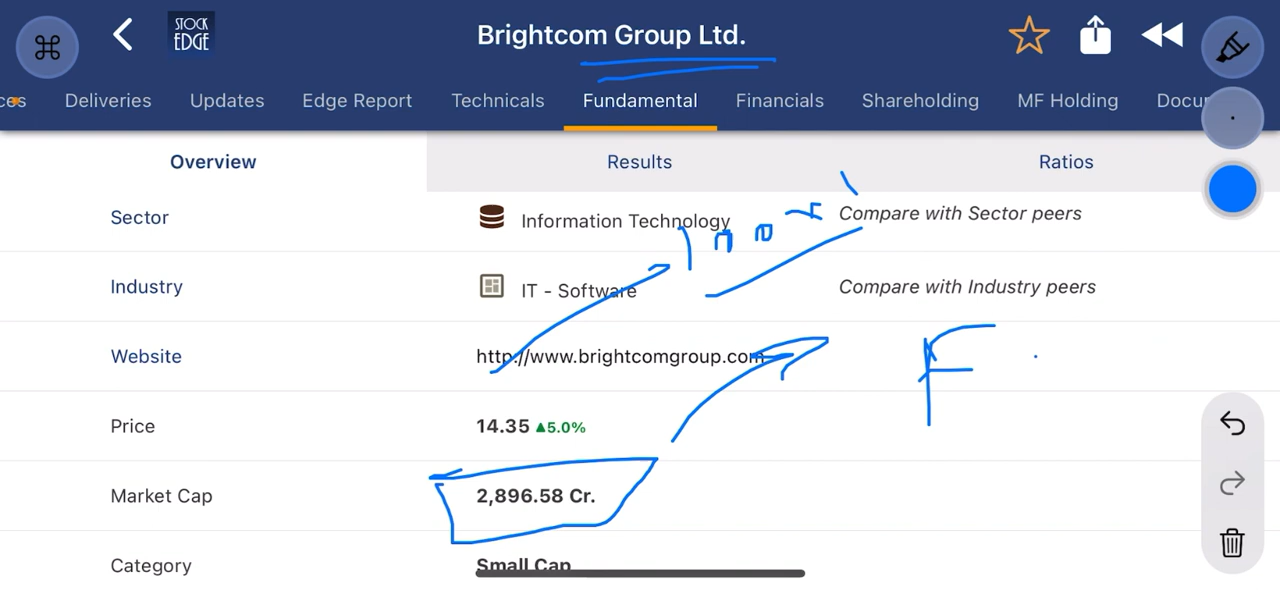 STOCK EDGE
Brightcom Group Ltd.
Deliveries Updates Edge Report Technicals Fundamental Financials Shareholding MF Holding
Overview Results Ratios
Sector Information Technology Compare with Sector peers
Industry IT - Software Compare with Industry peers
Website http://www.brightcomgroup.com
F
Price 14.35 ▲5.0%
Market Cap 2,896.58 Cr.
Category Small Cap